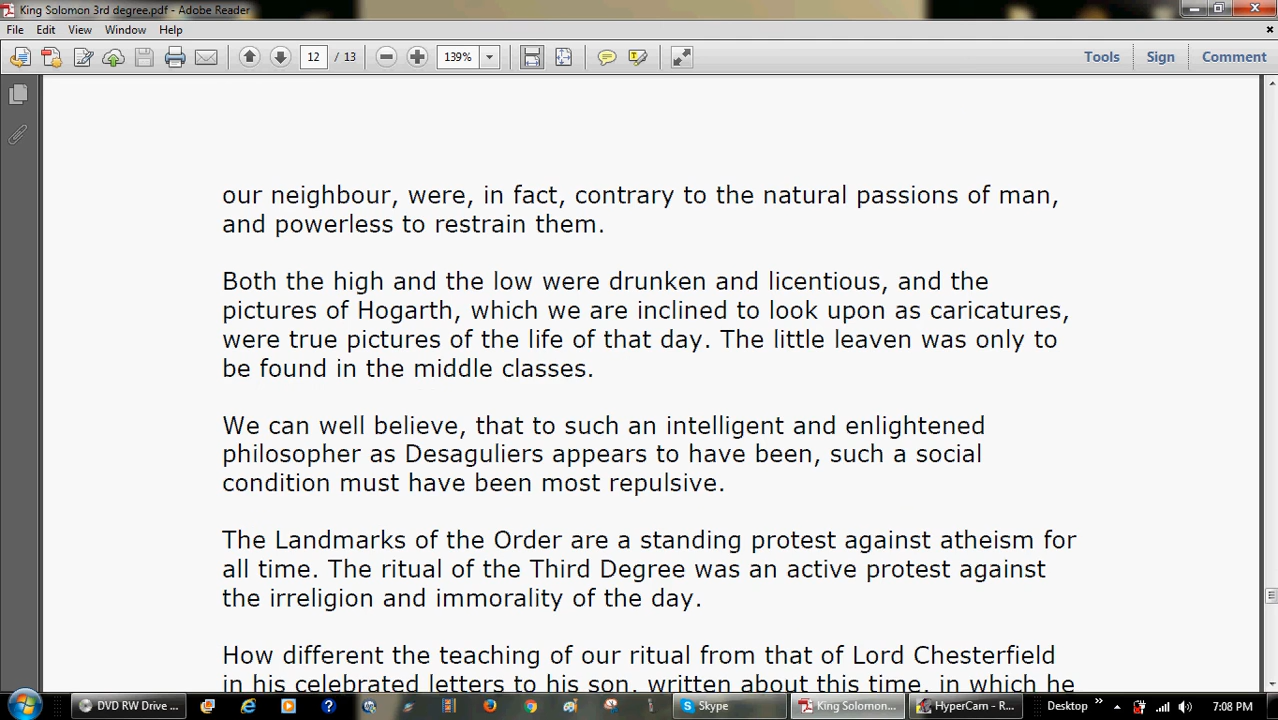 King Solomon 3rd degree.pdf - Adobe Reader
File Edit View Window Help
12 / 13 139% Tools Sign Comment
our neighbour, were, in fact, contrary to the natural passions of man,
and powerless to restrain them.
Both the high and the low were drunken and licentious, and the
pictures of Hogarth, which we are inclined to look upon as caricatures,
were true pictures of the life of that day. The little leaven was only to
be found in the middle classes.
We can well believe, that to such an intelligent and enlightened
philosopher as Desaguliers appears to have been, such a social
condition must have been most repulsive.
The Landmarks of the Order are a standing protest against atheism for
all time. The ritual of the Third Degree was an active protest against
the irreligion and immorality of the day.
How different the teaching of our ritual from that of Lord Chesterfield
in his celebrated letters to his son, written about this time, in which he
DVD RW Drive ... Skype King Solomon... HyperCam - R... Desktop » 7:08 PM